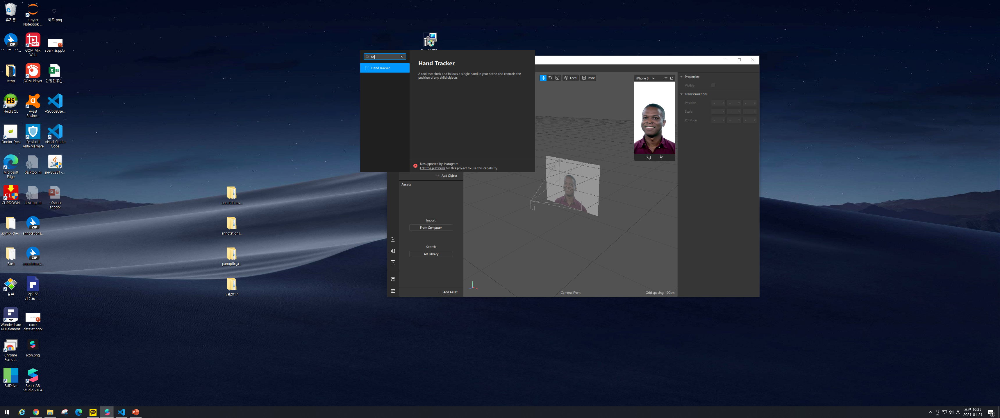 휴지통
Jupyter
Notebook ...
하트.png
ZIP
GOM Mix
Web
spark ar.pptx
temp
GOM Player
단일전공(_...
HeidiSQL
Avast
Busine...
VSCodeUse...
Doctor Eyes
Emsisoft
Anti-Malware
Visual Studio
Code
Microsoft
Edge
desktop.ini
jre-8u281-...
CLIPDOWN
desktop.ini
~$spark
ar.pptx
.ipynb_che...
annotations...
Baek
annotations...
꿀뷰
에이모
검수표 - ...
Wondershare
PDFelement
coco
dataset.pptx
Chrome
Remot...
icon.png
RaiDrive
Spark AR
Studio v104
annotations...
annotations...
panoptic_a...
val2017
ha
Hand Tracker
Hand Tracker
A tool that finds and follows a single hand in your scene and controls the
position of any child objects.
Unsupported by: Instagram
Edit the platforms for this project to use this capability.
Local
Pivot
iPhone 8
Properties
Visible
Transformations
Position
Scale
Rotation
+ Add Object
Assets
Import:
From Computer
Search:
AR Library
+ Add Asset
Camera: Front
Grid spacing: 100cm
A
오전 10:25
2021-01-21
1